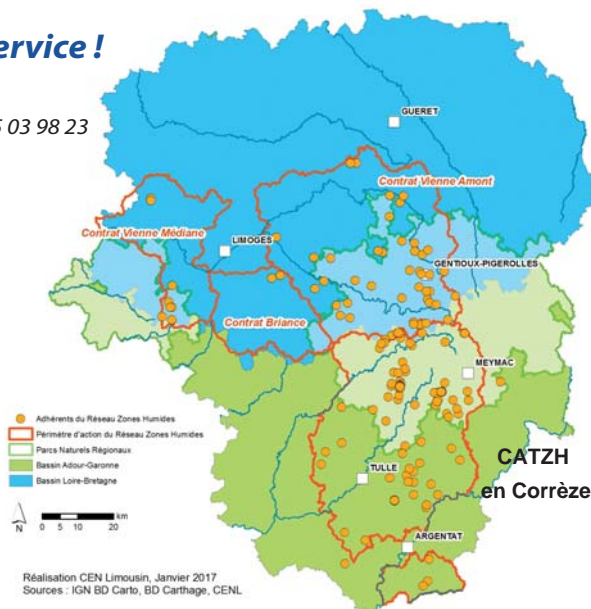 ervice !
03 98 23
GUERET
Contrat Vienne Amont
Contrat Vienne Médiane
LIMOGES
GENTIOUX-PIGEROLLES
Contrat Briance
MEYMAC
Adhérents du Réseau Zones Humides
Périmètre d'action du Réseau Zones Humides
Parcs Naturels Régionaux
Bassin Adour-Garonne
Bassin Loire-Bretagne
CATZH
en Corrèze
TULLE
ARGENTAT
N
0 5 10 20 km
Réalisation CEN Limousin, Janvier 2017
Sources : IGN BD Carto, BD Carthage, CENL